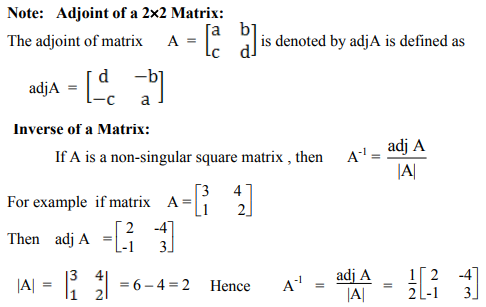 Note: Adjoint of a 2×2 Matrix:
The adjoint of matrix A = [a b] is denoted by adjA is defined as
[c d]
adjA = [d −b]
[−c a]
Inverse of a Matrix:
If A is a non-singular square matrix , then A⁻¹ = adj A / |A|
For example if matrix A = [3 4]
[1 2]
Then adj A = [2 -4]
[-1 3]
|A| = |3 4| = 6 – 4 = 2 Hence A⁻¹ = adj A / |A| = 1/2 [2 -4]
|1 2| [-1 3]